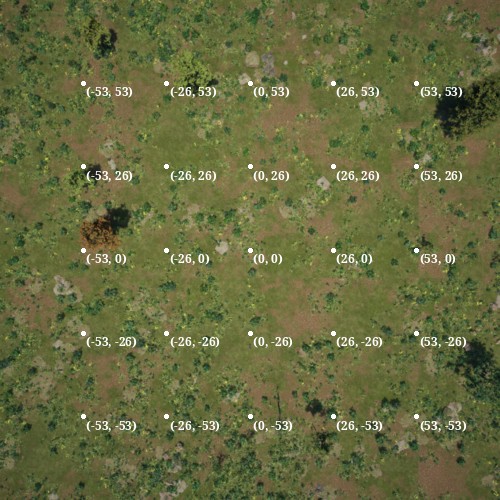 (-53, 53) (-26, 53) (0, 53) (26, 53) (53, 53)
(-53, 26) (-26, 26) (0, 26) (26, 26) (53, 26)
(-53, 0) (-26, 0) (0, 0) (26, 0) (53, 0)
(-53, -26) (-26, -26) (0, -26) (26, -26) (53, -26)
(-53, -53) (-26, -53) (0, -53) (26, -53) (53, -53)